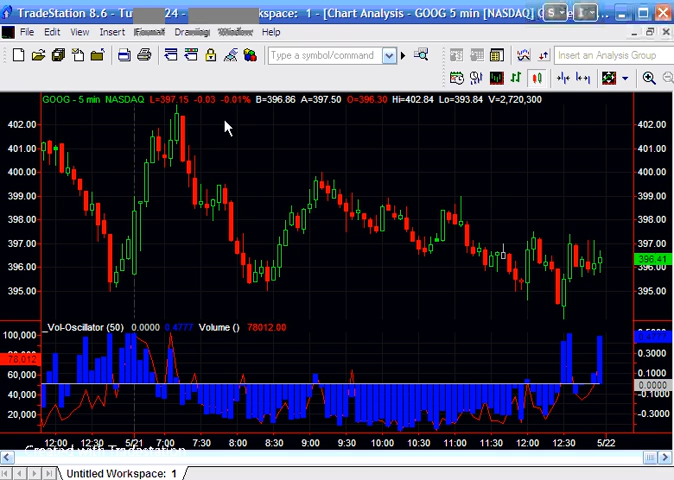 TradeStation 8.6 - Tu 24 kspace: 1 - [Chart Analysis - GOOG 5 min [NASDAQ]
File Edit View Insert Format Drawing Window
Type a symbol/command
Insert an Analysis Group
GOOG - 5 min NASDAQ L=397.15 -0.03 -0.01% B=396.86 A=397.50 O=396.30 Hi=402.84 Lo=393.84 V=2,720,300
402.00 402.00
401.00 401.00
400.00 400.00
399.00 399.00
398.00 398.00
397.00 397.00
396.41
396.00 396.00
395.00 395.00
_Vol-Oscillator (50) 0.0000 0.4777 Volume () 78012.00
100,000 0.4777
78,012 0.3000
60,000 0.1000
0.0000
40,000 -0.1000
20,000 -0.3000
12:00 12:30 5/21 7:00 7:30 8:00 8:30 9:00 9:30 10:00 10:30 11:00 11:30 12:00 12:30 5/22
Created with Tradestation
Untitled Workspace: 1